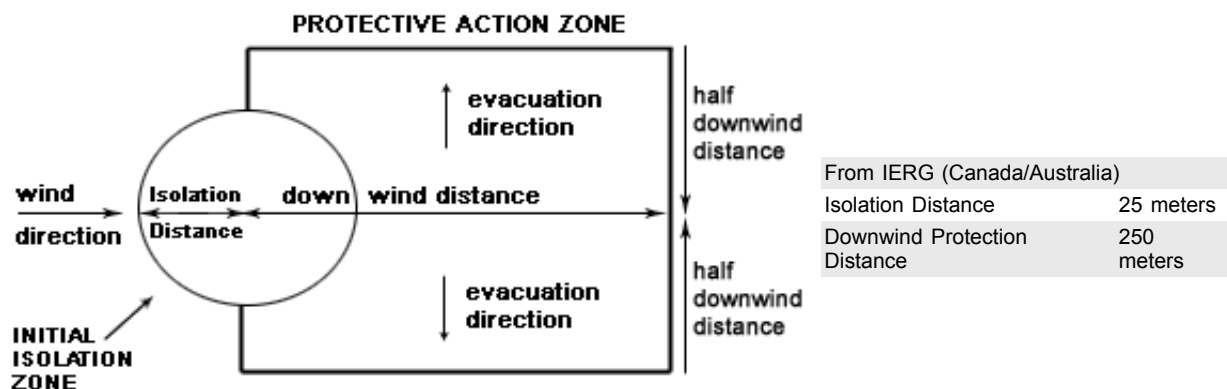 PROTECTIVE ACTION ZONE
evacuation
direction
half
downwind
distance
wind
direction
Isolation
Distance
down wind distance
evacuation
direction
half
downwind
distance
INITIAL
ISOLATION
ZONE
From IERG (Canada/Australia)
Isolation Distance 25 meters
Downwind Protection 250
Distance meters